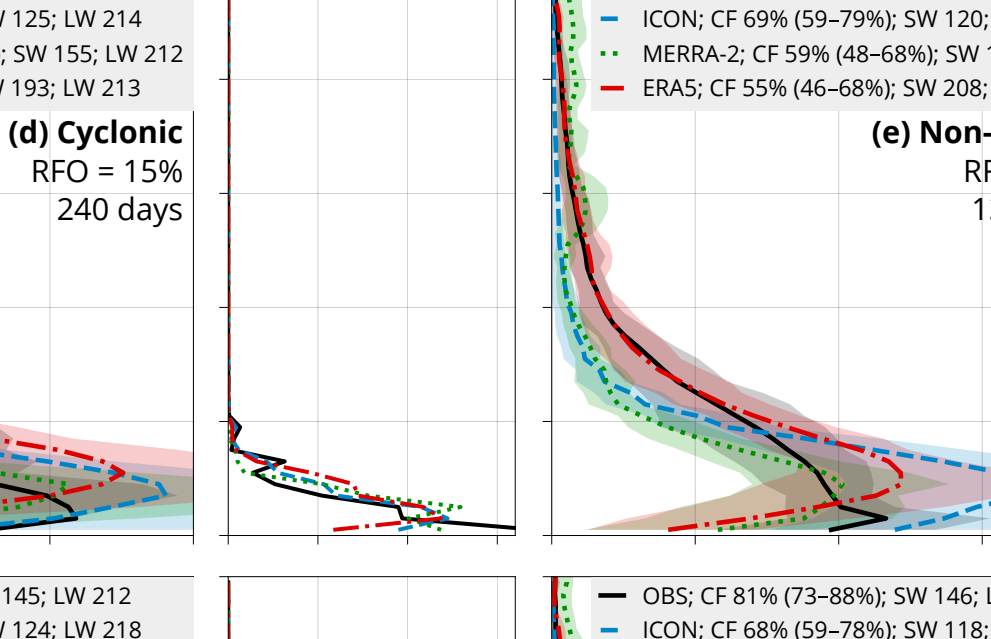 125; LW 214
; SW 155; LW 212
193; LW 213
(d) Cyclonic
RFO = 15%
240 days
ICON; CF 69% (59–79%); SW 120;
MERRA-2; CF 59% (48–68%); SW
ERA5; CF 55% (46–68%); SW 208;
(e) Non-
145; LW 212
124; LW 218
OBS; CF 81% (73–88%); SW 146;
ICON; CF 68% (59–78%); SW 118;